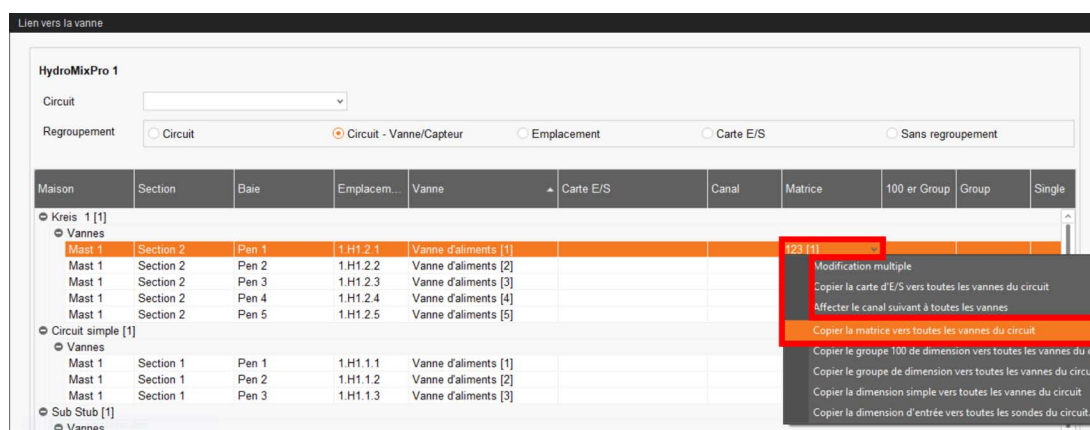 Lien vers la vanne
HydroMixPro 1
Circuit
Regroupement Circuit Circuit - Vanne/Capteur Emplacement Carte E/S Sans regroupement
Maison Section Baie Emplacem... Vanne Carte E/S Canal Matrice 100 er Group Group Single
Kreis 1 [1]
Vannes
Mast 1 Section 2 Pen 1 1.H1.2.1 Vanne d'aliments [1] 123 [1]
Mast 1 Section 2 Pen 2 1.H1.2.2 Vanne d'aliments [2]
Mast 1 Section 2 Pen 3 1.H1.2.3 Vanne d'aliments [3]
Mast 1 Section 2 Pen 4 1.H1.2.4 Vanne d'aliments [4]
Mast 1 Section 2 Pen 5 1.H1.2.5 Vanne d'aliments [5]
Circuit simple [1]
Vannes
Mast 1 Section 1 Pen 1 1.H1.1.1 Vanne d'aliments [1]
Mast 1 Section 1 Pen 2 1.H1.1.2 Vanne d'aliments [2]
Mast 1 Section 1 Pen 3 1.H1.1.3 Vanne d'aliments [3]
Sub Stub [1]
Vannes
Modification multiple
Copier la carte d'E/S vers toutes les vannes du circuit
Affecter le canal suivant à toutes les vannes
Copier la matrice vers toutes les vannes du circuit
Copier le groupe 100 de dimension vers toutes les vannes du
Copier le groupe de dimension vers toutes les vannes du circu
Copier la dimension simple vers toutes les vannes du circuit
Copier la dimension d'entrée vers toutes les sondes du circuit.